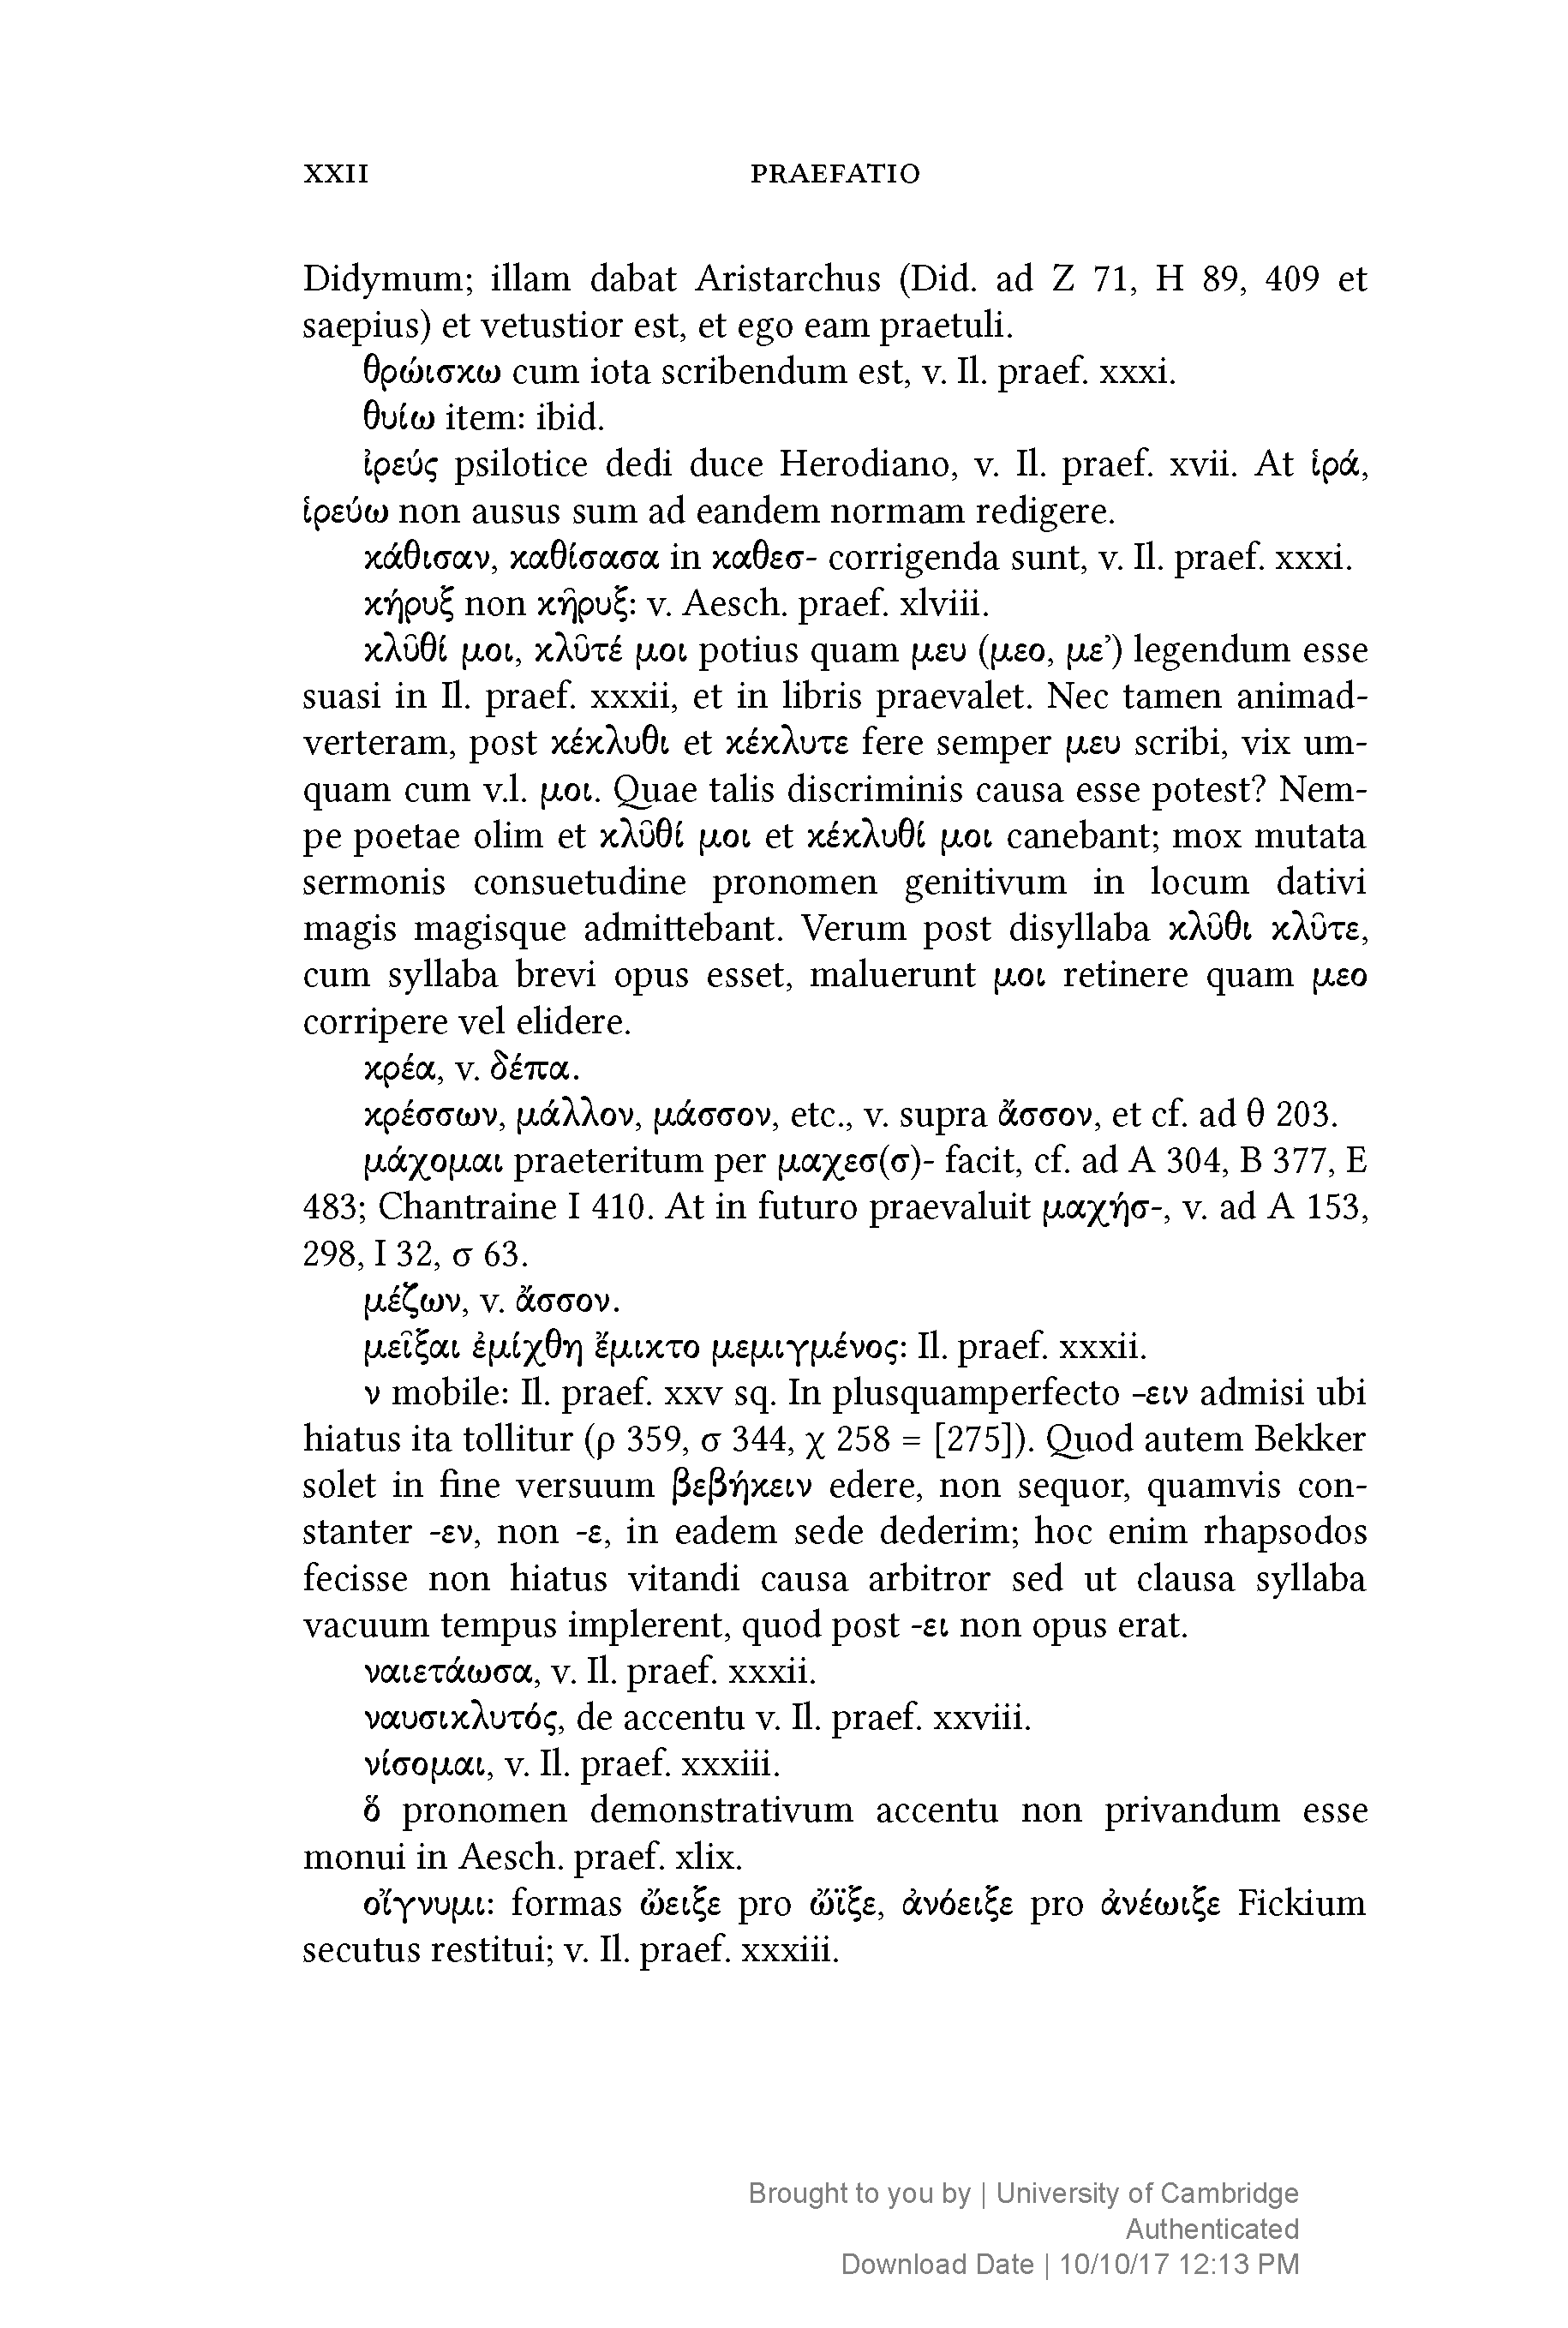 XXII PRAEFATIO
Didymum; illam dabat Aristarchus (Did. ad Ζ 71, Η 89, 409 et
saepius) et vetustior est, et ego eam praetuli.
θρώισκω cum iota scribendum est, v. Il. praef. xxxi.
θυίω item: ibid.
ἰρεύς psilotice dedi duce Herodiano, v. Il. praef. xvii. At ἱρά,
ἱρεύω non ausus sum ad eandem normam redigere.
κάθισαν, καθίσασα in καθεσ- corrigenda sunt, v. Il. praef. xxxi.
κήρυξ non κῆρυξ: v. Aesch. praef. xlviii.
κλῦθί μοι, κλῦτέ μοι potius quam μευ (μεο, με’) legendum esse
suasi in Il. praef. xxxii, et in libris praevalet. Nec tamen animad-
verteram, post κέκλυθι et κέκλυτε fere semper μευ scribi, vix um-
quam cum v.l. μοι. Quae talis discriminis causa esse potest? Nem-
pe poetae olim et κλῦθί μοι et κέκλυθί μοι canebant; mox mutata
sermonis consuetudine pronomen genitivum in locum dativi
magis magisque admittebant. Verum post disyllaba κλῦθι κλῦτε,
cum syllaba brevi opus esset, maluerunt μοι retinere quam μεο
corripere vel elidere.
κρέα, v. δέπα.
κρέσσων, μάλλον, μάσσον, etc., v. supra ἄσσον, et cf. ad θ 203.
μάχομαι praeteritum per μαχεσ(σ)- facit, cf. ad Α 304, Β 377, Ε
483; Chantraine I 410. At in futuro praevaluit μαχήσ-, v. ad Α 153,
298, Ι 32, σ 63.
μέζων, v. ἄσσον.
μεῖξαι ἐμίχθη ἔμικτο μεμιγμένος: Il. praef. xxxii.
ν mobile: Il. praef. xxv sq. In plusquamperfecto -ειν admisi ubi
hiatus ita tollitur (ρ 359, σ 344, χ 258 = [275]). Quod autem Bekker
solet in fine versuum βεβήκειν edere, non sequor, quamvis con-
stanter -εν, non -ε, in eadem sede dederim; hoc enim rhapsodos
fecisse non hiatus vitandi causa arbitror sed ut clausa syllaba
vacuum tempus implerent, quod post -ει non opus erat.
ναιετάωσα, v. Il. praef. xxxii.
ναυσικλυτός, de accentu v. Il. praef. xxviii.
νίσομαι, v. Il. praef. xxxiii.
ὅ pronomen demonstrativum accentu non privandum esse
monui in Aesch. praef. xlix.
οἴγνυμι: formas ὤειξε pro ὤϊξε, ἀνόειξε pro ἀνέωιξε Fickium
secutus restitui; v. Il. praef. xxxiii.
Brought to you by | University of Cambridge
Authenticated
Download Date | 10/10/17 12:13 PM